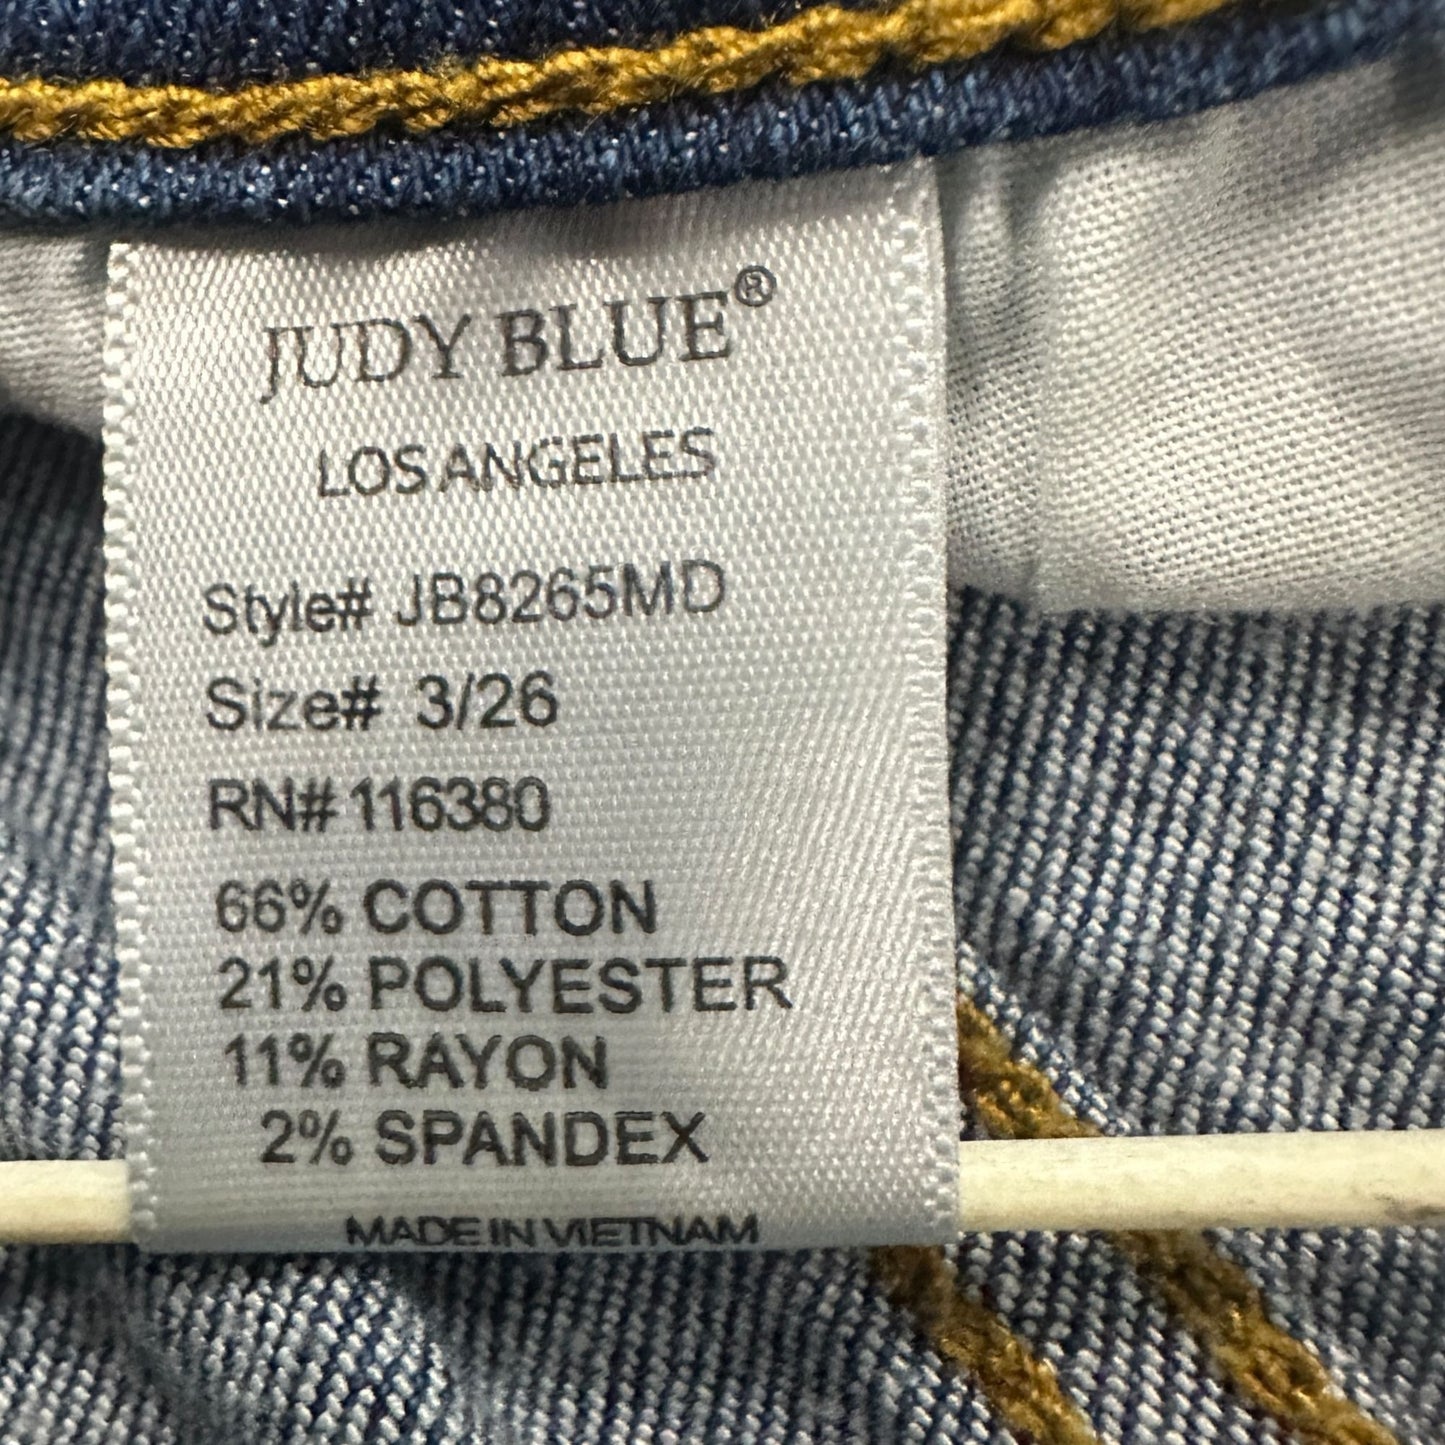 JUDY BLUE®
LOS ANGELES
Style# JB8265MD
Size# 3/26
RN# 116380
66% COTTON
21% POLYESTER
11% RAYON
2% SPANDEX
MADE IN VIETNAM